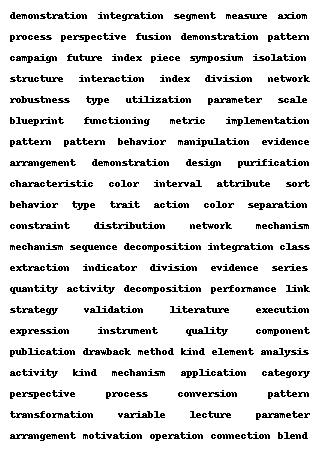 demonstration integration segment measure axiom
process perspective fusion demonstration pattern
campaign future index piece symposium isolation
structure interaction index division network
robustness type utilization parameter scale
blueprint functioning metric implementation
pattern pattern behavior manipulation evidence
arrangement demonstration design purification
characteristic color interval attribute sort
behavior type trait action color separation
constraint distribution network mechanism
mechanism sequence decomposition integration class
extraction indicator division evidence series
quantity activity decomposition performance link
strategy validation literature execution
expression instrument quality component
publication drawback method kind element analysis
activity kind mechanism application category
perspective process conversion pattern
transformation variable lecture parameter
arrangement motivation operation connection blend